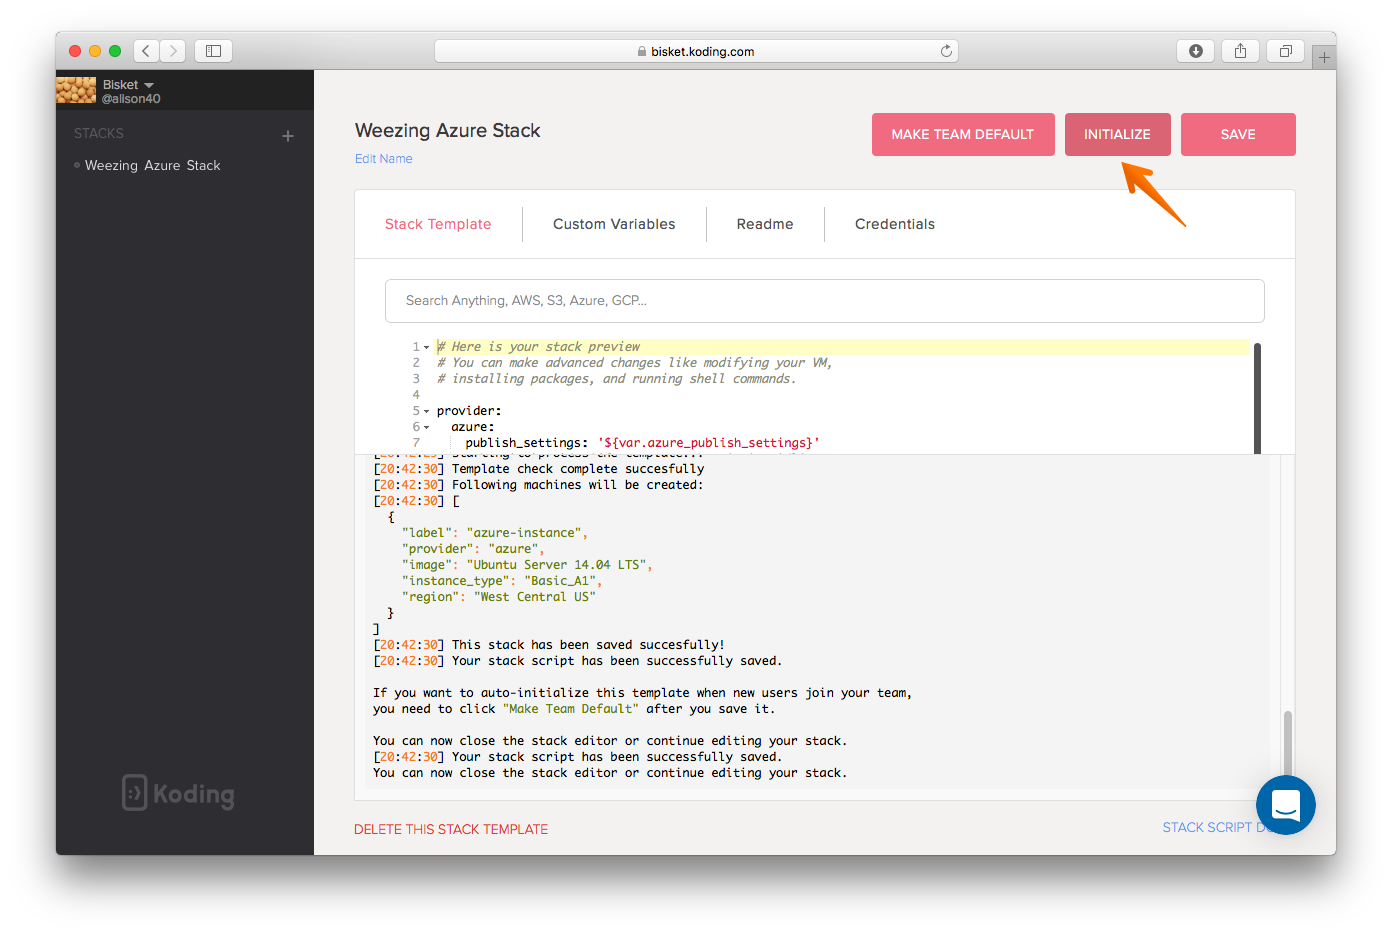 bisket.koding.com
Bisket
@alison40
STACKS
Weezing Azure Stack
Koding
Weezing Azure Stack
Edit Name
MAKE TEAM DEFAULT
INITIALIZE
SAVE
Stack Template
Custom Variables
Readme
Credentials
Search Anything, AWS, S3, Azure, GCP...
1 # Here is your stack preview
2 # You can make advanced changes like modifying your VM,
3 # installing packages, and running shell commands.
4
5 provider:
6 azure:
7 publish_settings: '${var.azure_publish_settings}'
Starting to process the template...
[20:42:30] Template check complete succesfully
[20:42:30] Following machines will be created:
[20:42:30] [
{
"label": "azure-instance",
"provider": "azure",
"image": "Ubuntu Server 14.04 LTS",
"instance_type": "Basic_A1",
"region": "West Central US"
}
]
[20:42:30] This stack has been saved succesfully!
[20:42:30] Your stack script has been successfully saved.
If you want to auto-initialize this template when new users join your team,
you need to click "Make Team Default" after you save it.
You can now close the stack editor or continue editing your stack.
[20:42:30] Your stack script has been successfully saved.
You can now close the stack editor or continue editing your stack.
DELETE THIS STACK TEMPLATE
STACK SCRIPT